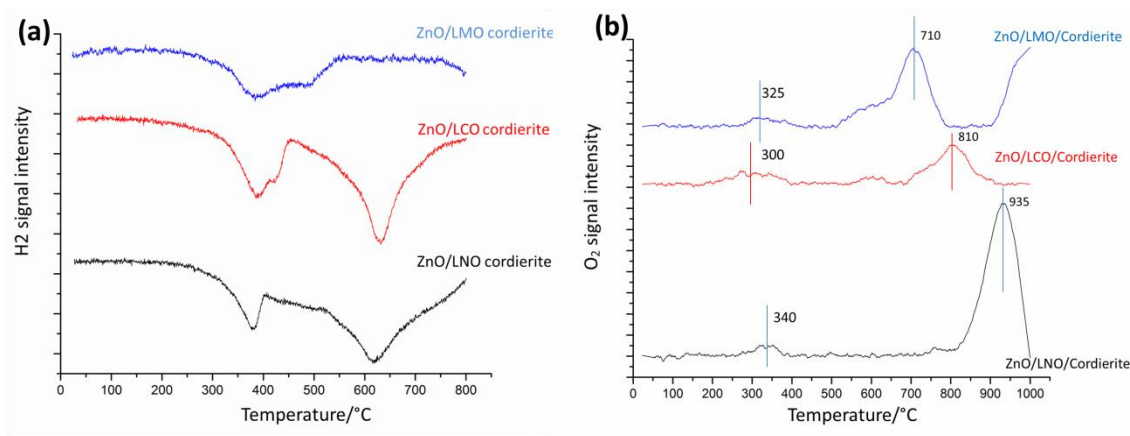 (a)
ZnO/LMO cordierite
ZnO/LCO cordierite
ZnO/LNO cordierite
H2 signal intensity
0 100 200 300 400 500 600 700 800
Temperature/°C
(b)
710
ZnO/LMO/Cordierite
325
810
ZnO/LCO/Cordierite
300
935
340
ZnO/LNO/Cordierite
O₂ signal intensity
0 100 200 300 400 500 600 700 800 900 1000
Temperature/°C